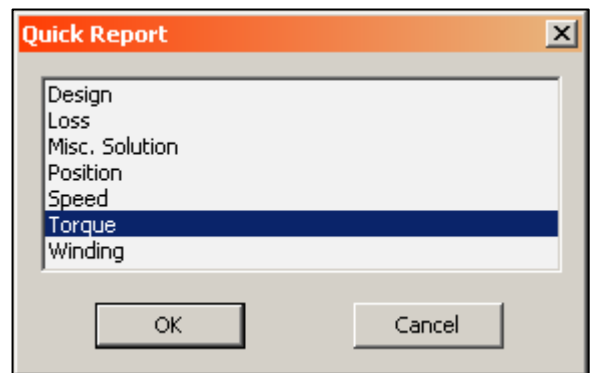 Quick Report
Design
Loss
Misc. Solution
Position
Speed
Torque
Winding
OK Cancel